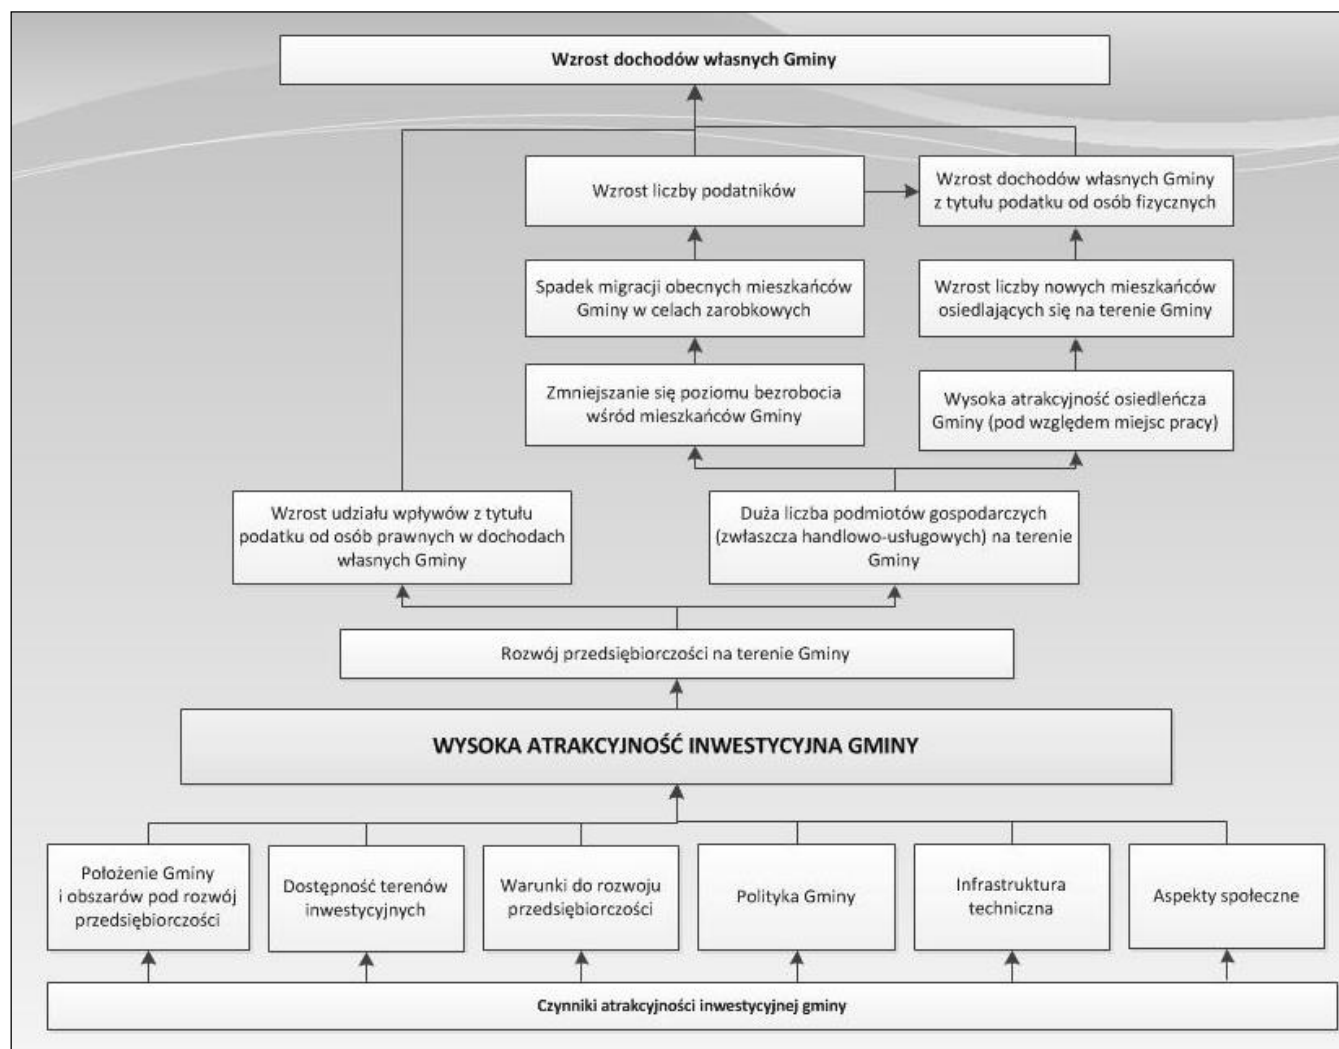 Wzrost dochodów własnych Gminy
Wzrost liczby podatników
Wzrost dochodów własnych Gminy
z tytułu podatku od osób fizycznych
Spadek migracji obecnych mieszkańców
Gminy w celach zarobkowych
Wzrost liczby nowych mieszkańców
osiedlających się na terenie Gminy
Zmniejszanie się poziomu bezrobocia
wśród mieszkańców Gminy
Wysoka atrakcyjność osiedleńcza
Gminy (pod względem miejsc pracy)
Wzrost udziału wpływów z tytułu
podatku od osób prawnych w dochodach
własnych Gminy
Duża liczba podmiotów gospodarczych
(zwłaszcza handlowo-usługowych) na terenie
Gminy
Rozwój przedsiębiorczości na terenie Gminy
WYSOKA ATRAKCYJNOŚĆ INWESTYCYJNA GMINY
Położenie Gminy
i obszarów pod rozwój
przedsiębiorczości
Dostępność terenów
inwestycyjnych
Warunki do rozwoju
przedsiębiorczości
Polityka Gminy
Infrastruktura
techniczna
Aspekty społeczne
Czynniki atrakcyjności inwestycyjnej gminy